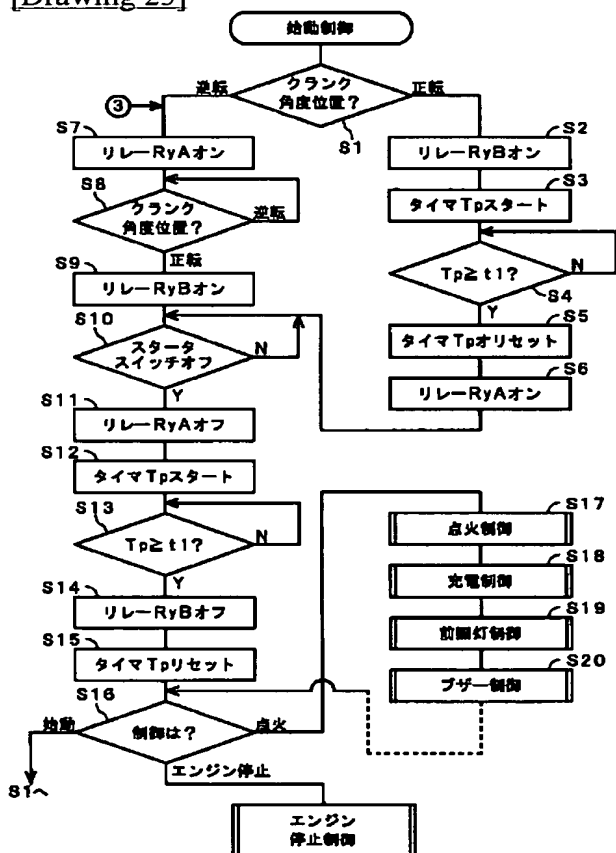 [Drawing 25]
始動制御
クランク
角度位置？
逆転
正転
S1
③
S7
リレーRyAオン
S8
クランク
角度位置？
逆転
正転
S9
リレーRyBオン
S10
スタータ
スイッチオフ
N
Y
S11
リレーRyAオフ
S12
タイマTpスタート
S13
Tp≧t1?
N
Y
S14
リレーRyBオフ
S15
タイマTpリセット
S16
制御は？
始動
点火
S1へ
エンジン停止
エンジン
停止制御
S2
リレーRyBオン
S3
タイマTpスタート
Tp≧t1?
N
S4
Y
S5
タイマTpオリセット
S6
リレーRyAオン
S17
点火制御
S18
充電制御
S19
前照灯制御
S20
ブザー制御